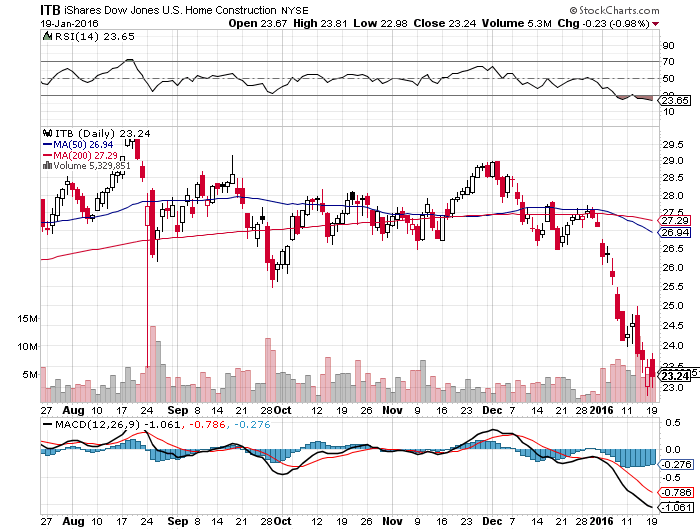 ITB iShares Dow Jones U.S. Home Construction NYSE © StockCharts.com
19-Jan-2016 Open 23.67 High 23.81 Low 22.98 Close 23.24 Volume 5.3M Chg -0.23 (-0.98%)
RSI(14) 23.65
90
70
50
30
23.65
10
ITB (Daily) 23.24
MA(50) 26.94
MA(200) 27.29
Volume 5,329,851
29.5
29.0
28.5
28.0
27.5
27.29
26.94
26.5
26.0
25.5
25.0
24.5
24.0
23.5
23.24
23.0
15M
10M
5M
27 Aug 10 17 24 Sep 8 14 21 28 Oct 12 19 26 Nov 9 16 23 Dec 7 14 21 28 2016 11 19
MACD(12,26,9) -1.061, -0.786, -0.276
0.5
0.0
-0.276
-0.5
-0.786
-1.061
27 Aug 10 17 24 Sep 8 14 21 28 Oct 12 19 26 Nov 9 16 23 Dec 7 14 21 28 2016 11 19